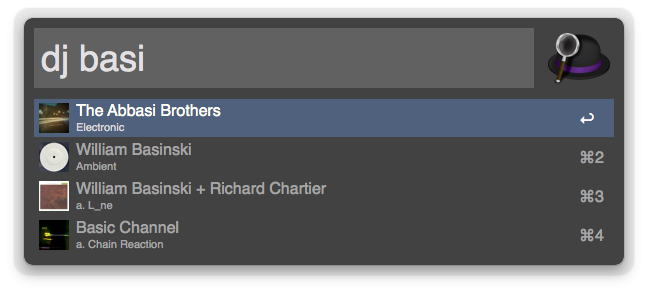 dj basi
The Abbasi Brothers
Electronic
↩
William Basinski
Ambient
⌘2
William Basinski + Richard Chartier
a. L_ne
⌘3
Basic Channel
a. Chain Reaction
⌘4